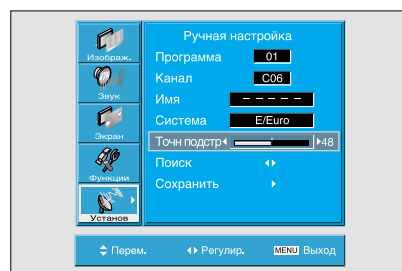 Изображ.
Звук
Экран
Функции
Установ
Ручная настройка
Программа 01
Канал C06
Имя – – – – –
Система E/Euro
Точн подстр 48
Поиск
Сохранить
Перем. Регулир. MENU Выход